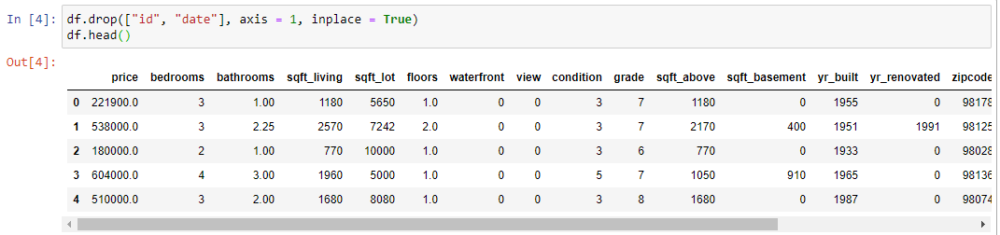 In [4]: df.drop(["id", "date"], axis = 1, inplace = True)
df.head()
Out[4]:
price bedrooms bathrooms sqft_living sqft_lot floors waterfront view condition grade sqft_above sqft_basement yr_built yr_renovated zipcode
0 221900.0 3 1.00 1180 5650 1.0 0 0 3 7 1180 0 1955 0 98178
1 538000.0 3 2.25 2570 7242 2.0 0 0 3 7 2170 400 1951 1991 98125
2 180000.0 2 1.00 770 10000 1.0 0 0 3 6 770 0 1933 0 98028
3 604000.0 4 3.00 1960 5000 1.0 0 0 5 7 1050 910 1965 0 98136
4 510000.0 3 2.00 1680 8080 1.0 0 0 3 8 1680 0 1987 0 98074